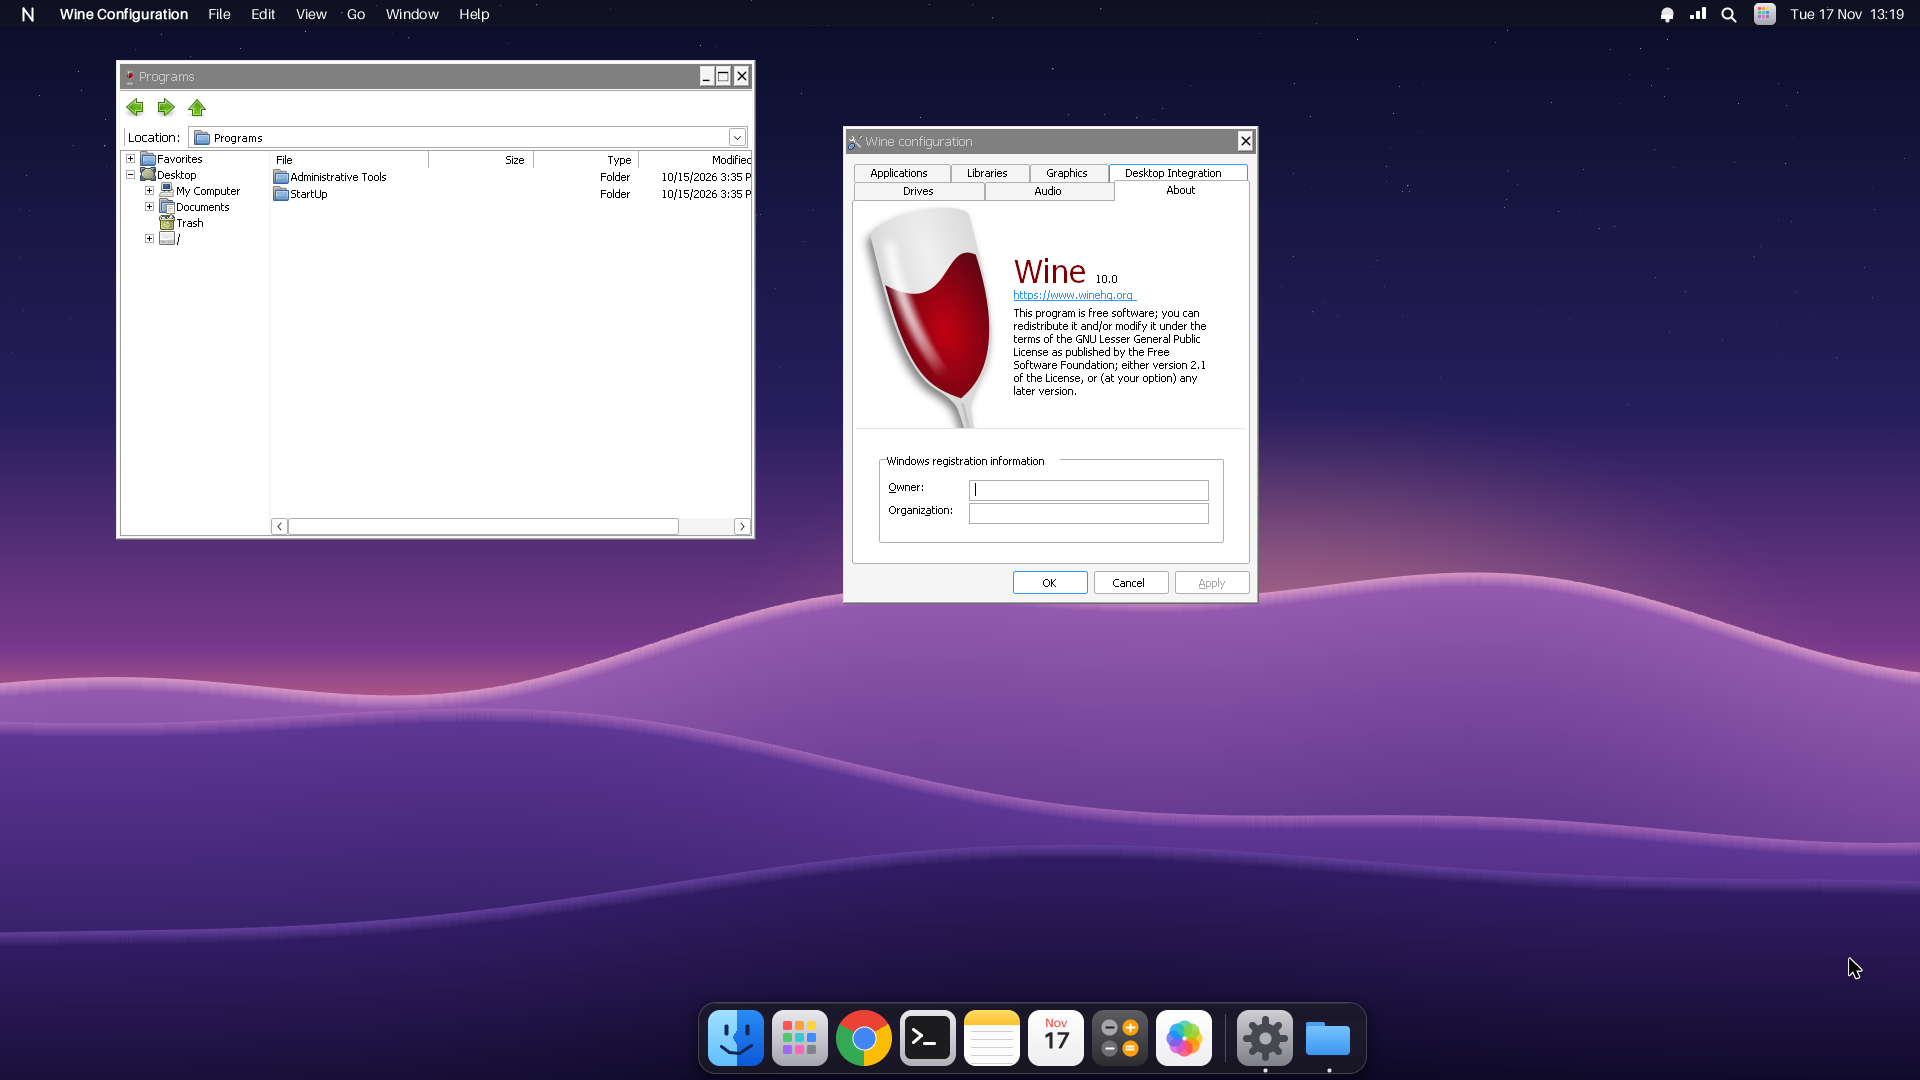 Wine Configuration File Edit View Go Window Help Tue 17 Nov 13:19
Programs
Location: Programs
Favorites
Desktop
My Computer
Documents
Trash
/
File Size Type Modified
Administrative Tools Folder 10/15/2026 3:35 P
StartUp Folder 10/15/2026 3:35 P
Wine configuration
Applications Libraries Graphics Desktop Integration
Drives Audio About
Wine 10.0
https://www.winehq.org
This program is free software; you can
redistribute it and/or modify it under the
terms of the GNU Lesser General Public
License as published by the Free
Software Foundation; either version 2.1
of the License, or (at your option) any
later version.
Windows registration information
Owner:
Organization:
OK Cancel Apply
Nov
17